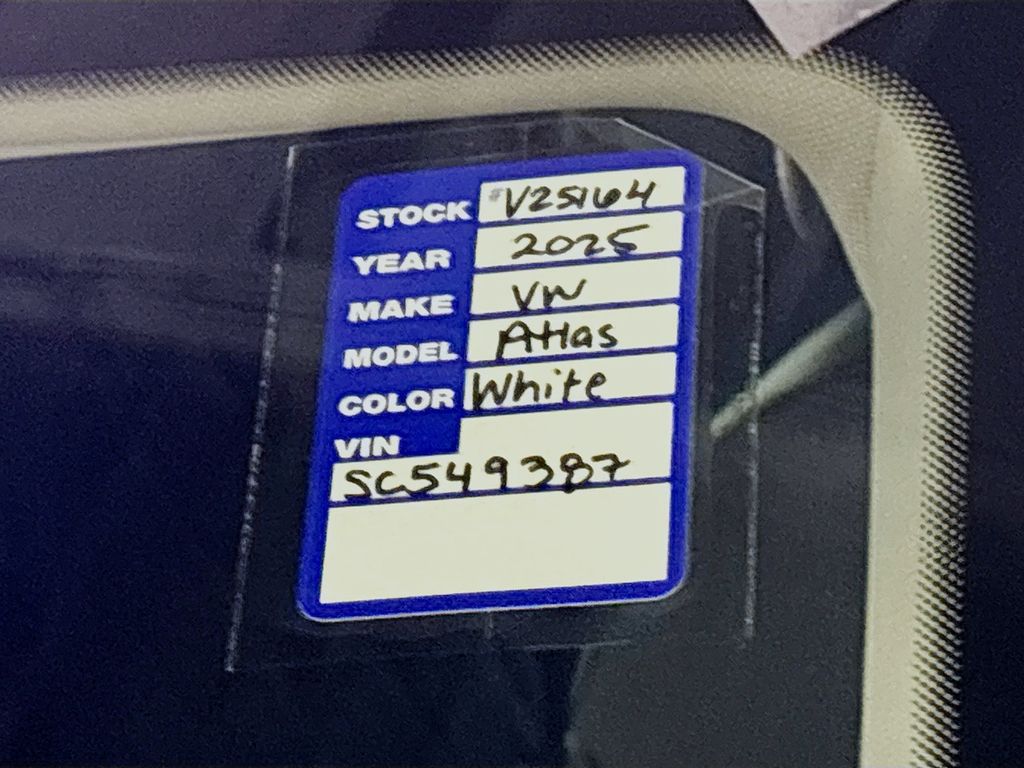 STOCK #V25164
YEAR 2025
MAKE VW
MODEL Atlas
COLOR White
VIN
SC549387